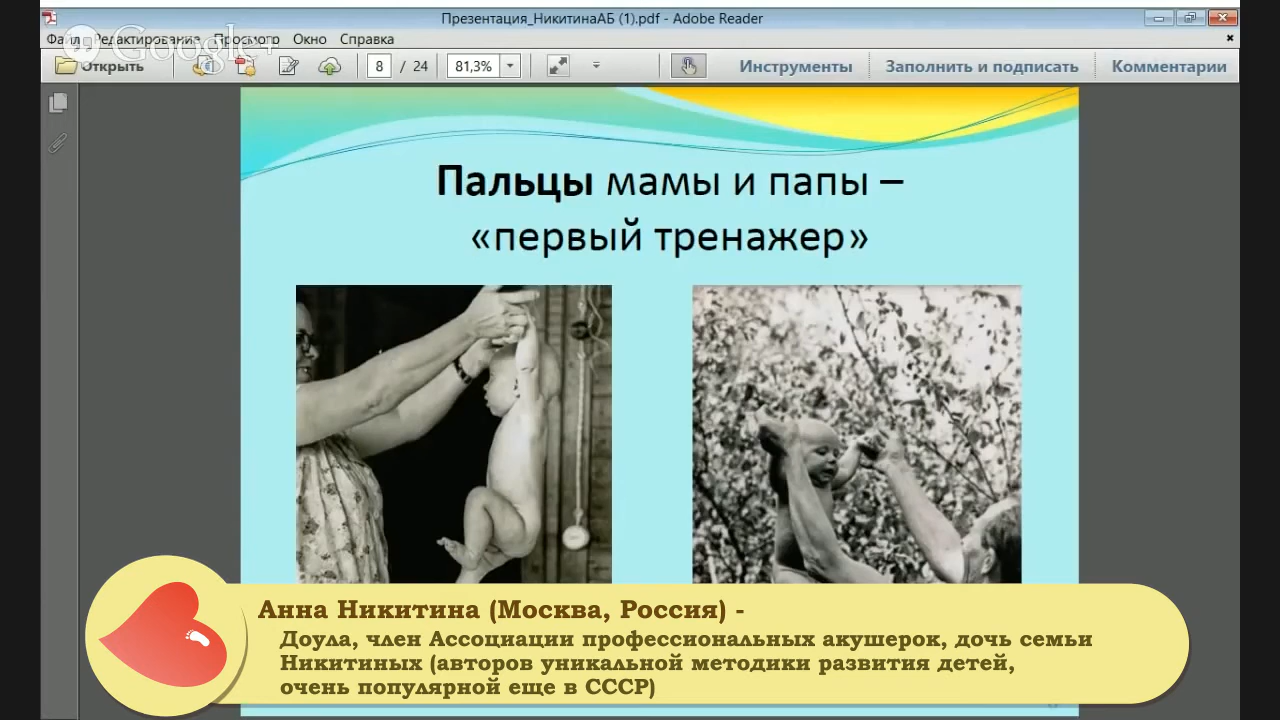 Презентация_НикитинаАБ (1).pdf - Adobe Reader
Файл Редактирование Просмотр Окно Справка
Google+
Открыть 8 / 24 81,3% Инструменты Заполнить и подписать Комментарии
Пальцы мамы и папы –
«первый тренажер»
Анна Никитина (Москва, Россия) -
Доула, член Ассоциации профессиональных акушерок, дочь семьи
Никитиных (авторов уникальной методики развития детей,
очень популярной еще в СССР)